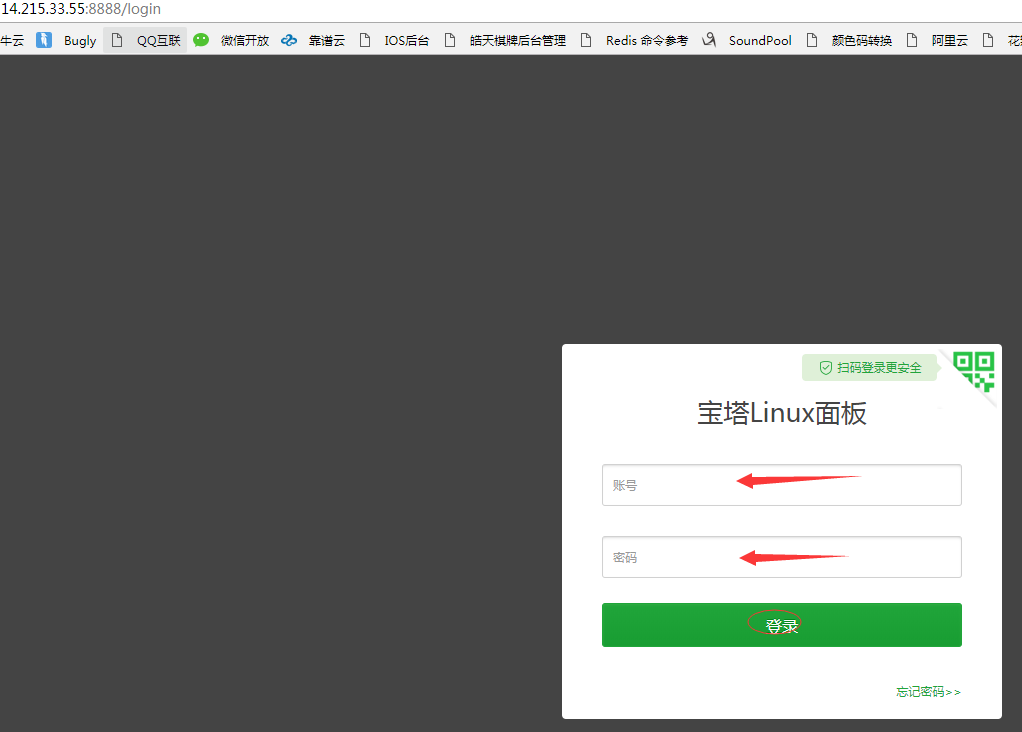 14.215.33.55:8888/login
牛云 Bugly QQ互联 微信开放 靠谱云 IOS后台 皓天棋牌后台管理 Redis 命令参考 SoundPool 颜色码转换 阿里云 花
扫码登录更安全
宝塔Linux面板
账号
密码
登录
忘记密码>>